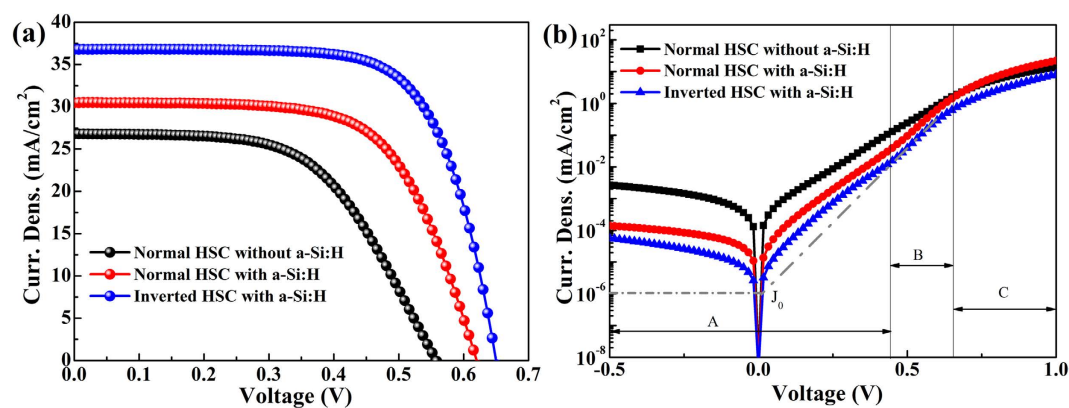 (a)
40
35
30
25
20
15
10
5
0
Curr. Dens. (mA/cm²)
Normal HSC without a-Si:H
Normal HSC with a-Si:H
Inverted HSC with a-Si:H
0.0 0.1 0.2 0.3 0.4 0.5 0.6 0.7
Voltage (V)
(b)
10²
10⁰
10⁻²
10⁻⁴
10⁻⁶
10⁻⁸
Curr. Dens. (mA/cm²)
Normal HSC without a-Si:H
Normal HSC with a-Si:H
Inverted HSC with a-Si:H
B
J₀
C
A
-0.5 0.0 0.5 1.0
Voltage (V)